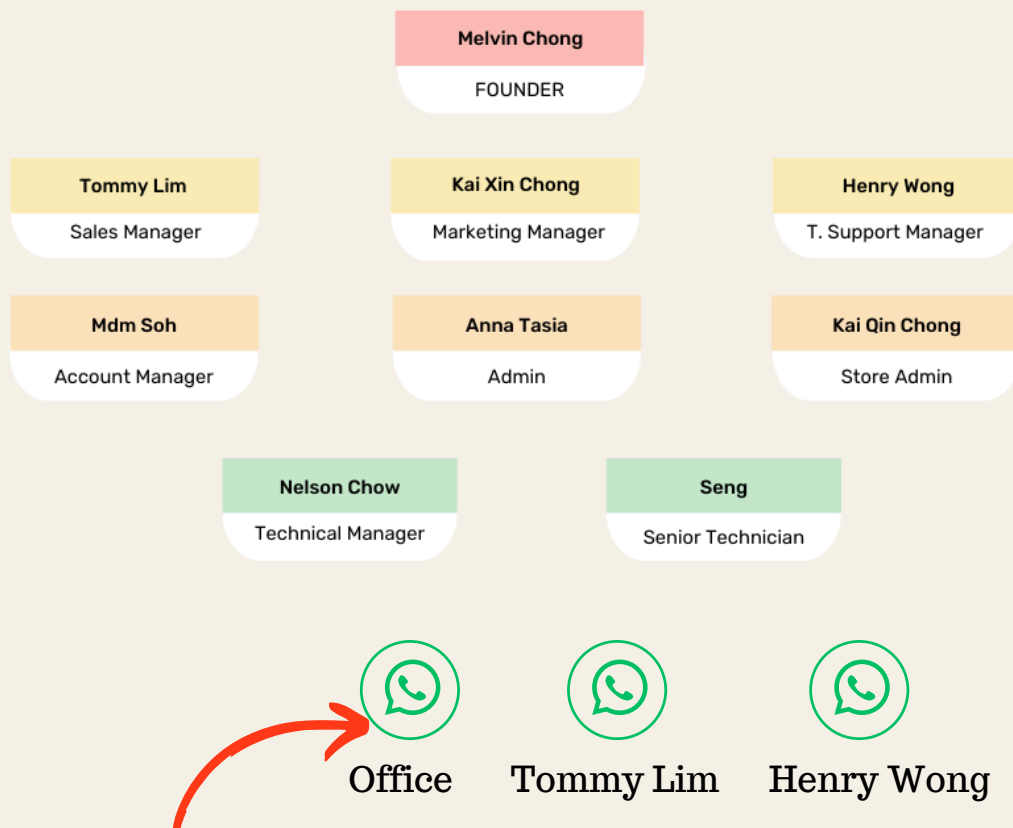 Melvin Chong
FOUNDER
Tommy Lim
Sales Manager
Kai Xin Chong
Marketing Manager
Henry Wong
T. Support Manager
Mdm Soh
Account Manager
Anna Tasia
Admin
Kai Qin Chong
Store Admin
Nelson Chow
Technical Manager
Seng
Senior Technician
Office
Tommy Lim
Henry Wong